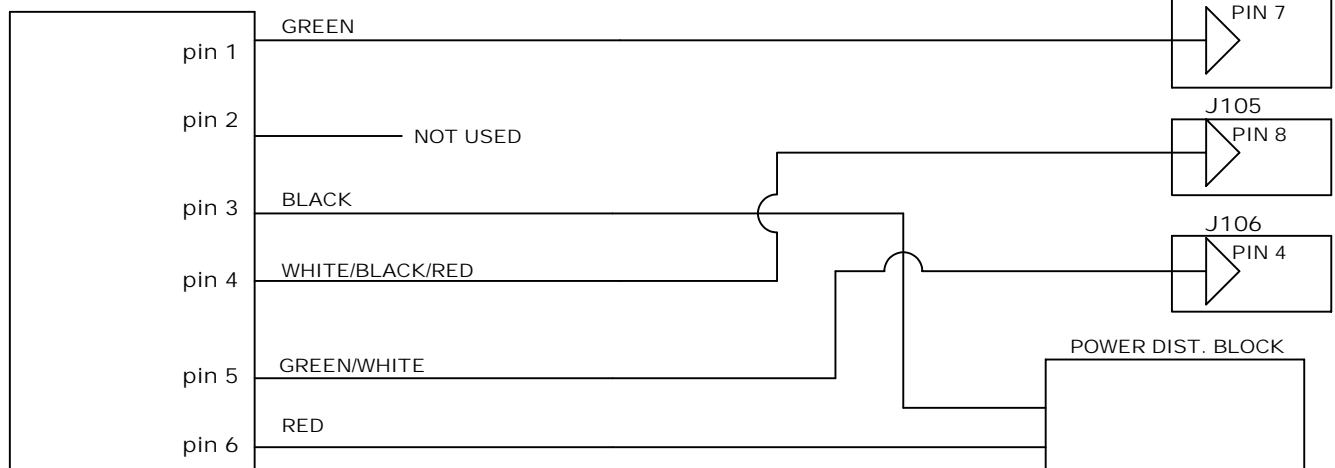 PIN 7
GREEN
pin 1
J105
pin 2
NOT USED
PIN 8
pin 3
BLACK
J106
PIN 4
pin 4
WHITE/BLACK/RED
POWER DIST. BLOCK
pin 5
GREEN/WHITE
pin 6
RED